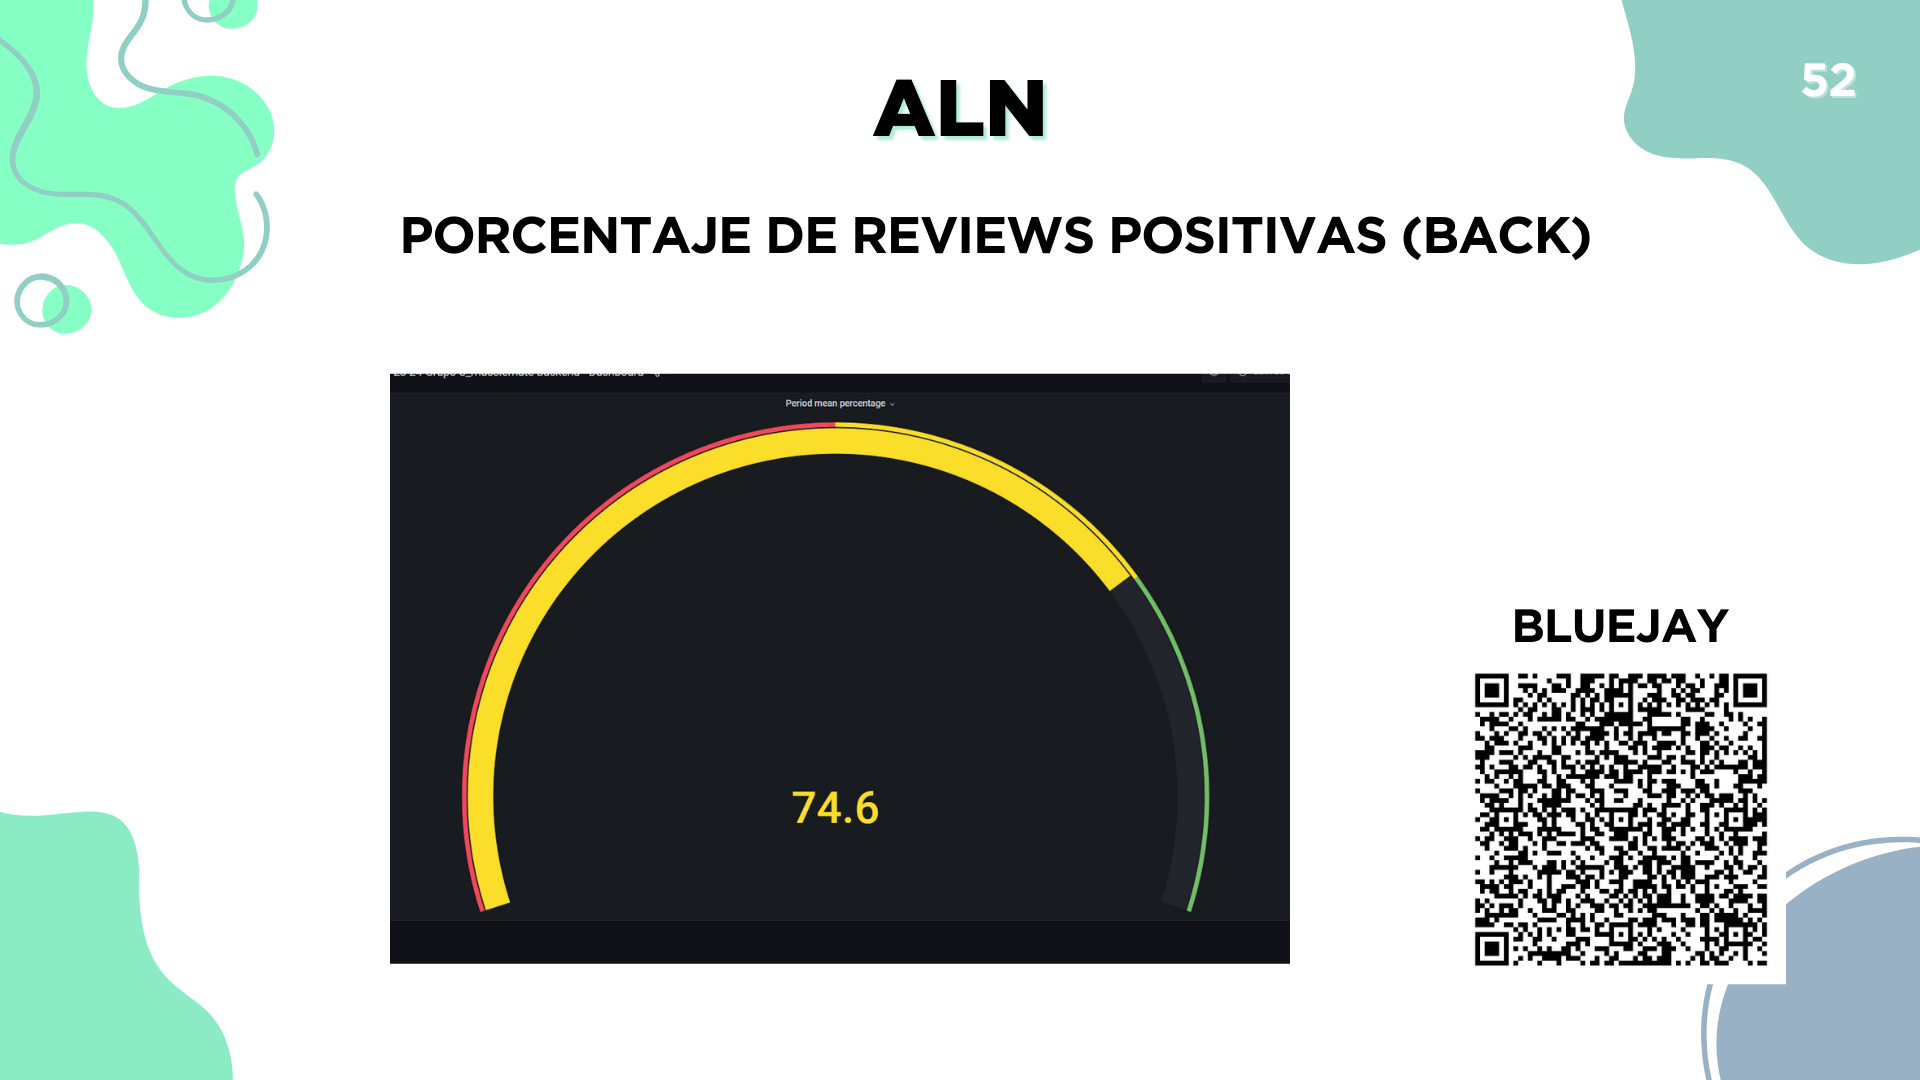 ALN
52
PORCENTAJE DE REVIEWS POSITIVAS (BACK)
Period mean percentage
74.6
BLUEJAY